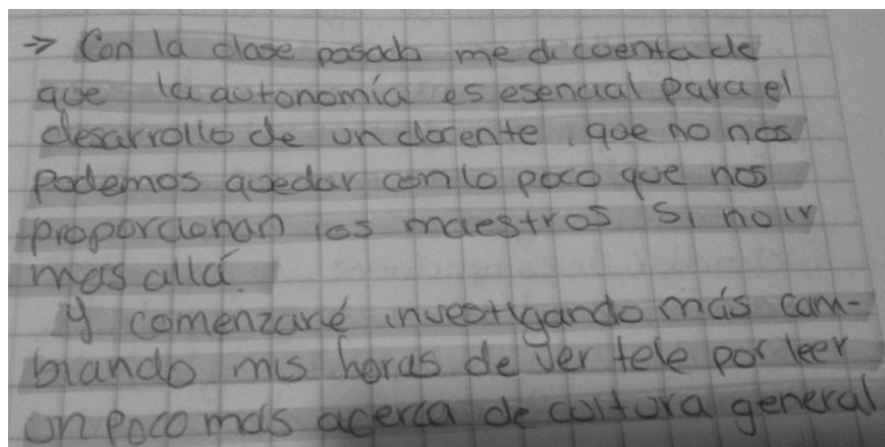 → Con la clase pasada me di cuenta de
que la autonomía es esencial para el
desarrollo de un docente, que no nos
podemos quedar con lo poco que nos
proporcionan los maestros si no ir
mas allá.
y comenzaré investigando más cam-
biando mis horas de ver tele por leer
un poco más acerca de cultura general